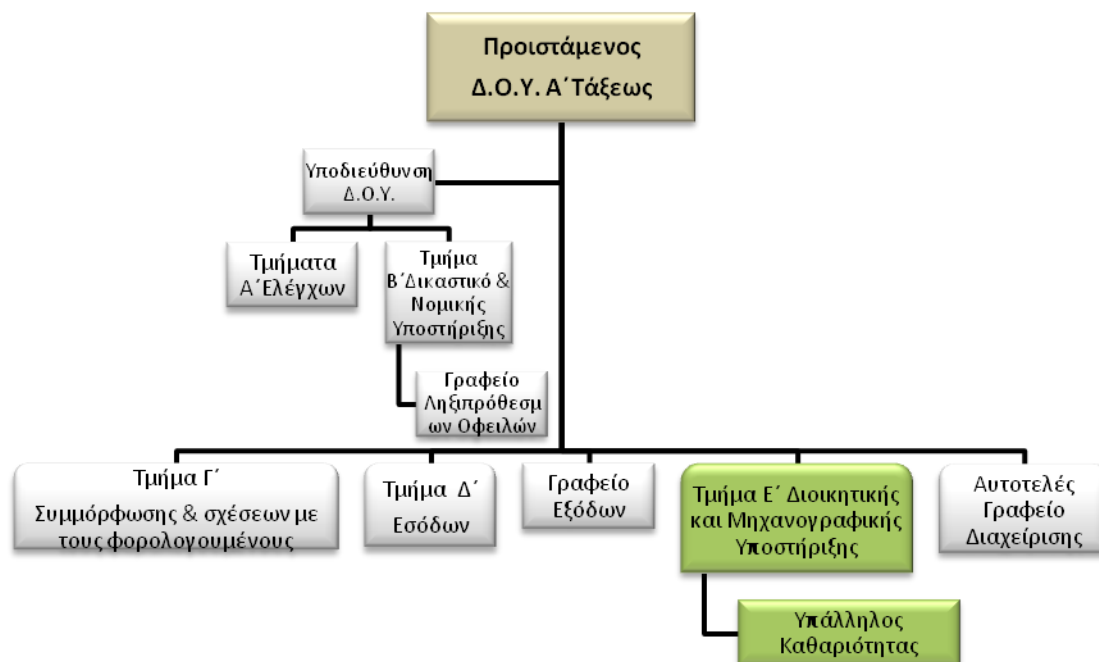 Προιστάμενος
Δ.Ο.Υ. Α΄Τάξεως
Υποδιεύθυνση
Δ.Ο.Υ.
Τμήματα
Α΄Ελέγχων
Τμήμα
Β΄Δικαστικό &
Νομικής
Υποστήριξης
Γραφείο
Ληξιπρόθεσμ
ων Οφειλών
Τμήμα Γ΄
Συμμόρφωσης & σχέσεων με
τους φορολογουμένους
Τμήμα Δ΄
Εσόδων
Γραφείο
Εξόδων
Τμήμα Ε΄ Διοικητικής
και Μηχανογραφικής
Υποστήριξης
Αυτοτελές
Γραφείο
Διαχείρισης
Υπάλληλος
Καθαριότητας